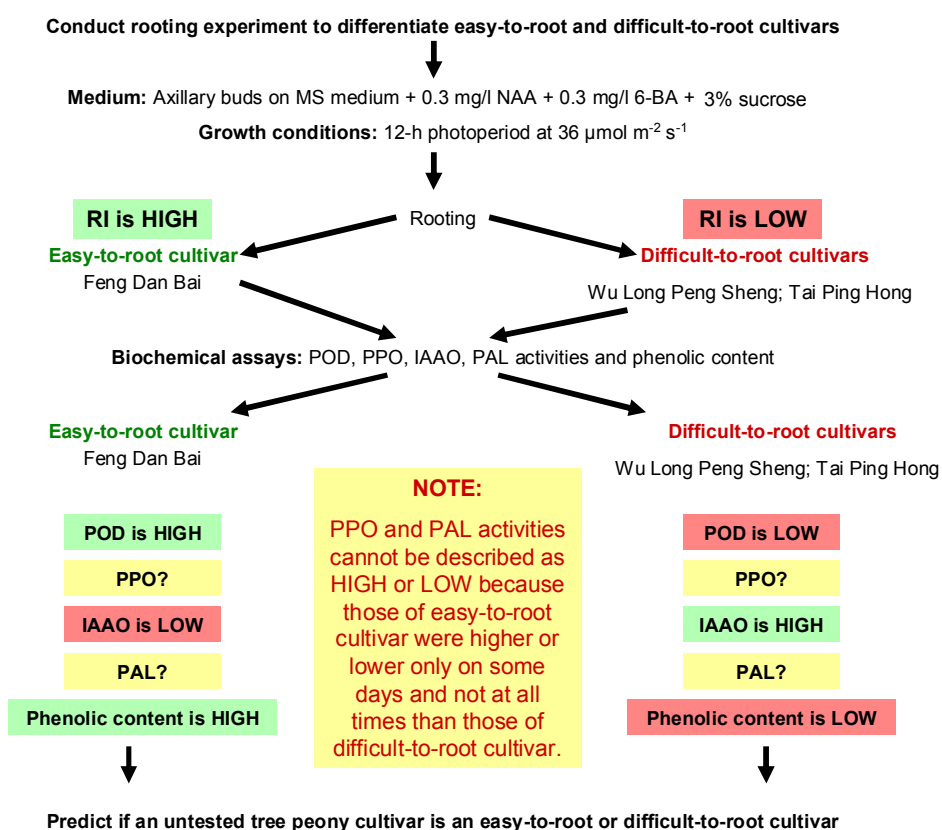 Conduct rooting experiment to differentiate easy-to-root and difficult-to-root cultivars
Medium: Axillary buds on MS medium + 0.3 mg/l NAA + 0.3 mg/l 6-BA + 3% sucrose
Growth conditions: 12-h photoperiod at 36 µmol m⁻² s⁻¹
RI is HIGH
Rooting
RI is LOW
Easy-to-root cultivar
Difficult-to-root cultivars
Feng Dan Bai
Wu Long Peng Sheng; Tai Ping Hong
Biochemical assays: POD, PPO, IAAO, PAL activities and phenolic content
Easy-to-root cultivar
Feng Dan Bai
Difficult-to-root cultivars
Wu Long Peng Sheng; Tai Ping Hong
POD is HIGH
PPO?
IAAO is LOW
PAL?
Phenolic content is HIGH
NOTE:
PPO and PAL activities
cannot be described as
HIGH or LOW because
those of easy-to-root
cultivar were higher or
lower only on some
days and not at all
times than those of
difficult-to-root cultivar.
POD is LOW
PPO?
IAAO is HIGH
PAL?
Phenolic content is LOW
Predict if an untested tree peony cultivar is an easy-to-root or difficult-to-root cultivar